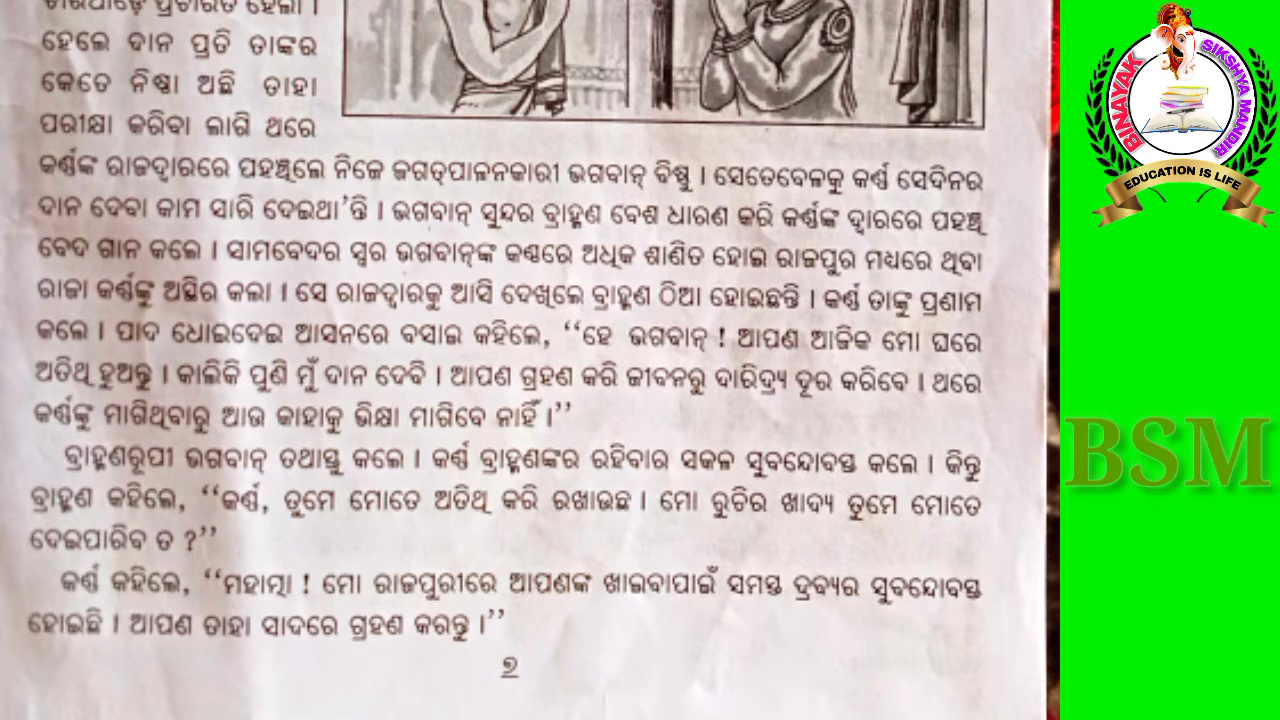 ଚାରିଆଡ଼େ ପ୍ରଚାରିତ ହେଲା ।
ହେଲେ ଦାନ ପ୍ରତି ତାଙ୍କର
କେତେ ନିଷ୍ଠା ଅଛି ତାହା
ପରୀକ୍ଷା କରିବା ଲାଗି ଥରେ
କର୍ଣ୍ଣଙ୍କ ରାଜଦ୍ୱାରରେ ପହଞ୍ଚିଲେ ନିଜେ ଜଗତ୍‌ପାଳନକାରୀ ଭଗବାନ୍ ବିଷ୍ଣୁ । ସେତେବେଳକୁ କର୍ଣ୍ଣ ସେଦିନର
ଦାନ ଦେବା କାମ ସାରି ଦେଇଥା’ନ୍ତି । ଭଗବାନ୍ ସୁନ୍ଦର ବ୍ରାହ୍ମଣ ବେଶ ଧାରଣ କରି କର୍ଣ୍ଣଙ୍କ ଦ୍ୱାରରେ ପହଞ୍ଚି
ବେଦ ଗାନ କଲେ । ସାମବେଦର ସ୍ୱର ଭଗବାନ୍‌ଙ୍କ କଣ୍ଠରେ ଅଧିକ ଶାଣିତ ହୋଇ ରାଜପୁର ମଧ୍ୟରେ ଥିବା
ରାଜା କର୍ଣ୍ଣଙ୍କୁ ଅସ୍ଥିର କଲା । ସେ ରାଜଦ୍ୱାରକୁ ଆସି ଦେଖିଲେ ବ୍ରାହ୍ମଣ ଠିଆ ହୋଇଛନ୍ତି । କର୍ଣ୍ଣ ତାଙ୍କୁ ପ୍ରଣାମ
କଲେ । ପାଦ ଧୋଇଦେଇ ଆସନରେ ବସାଇ କହିଲେ, ‘‘ହେ ଭଗବାନ୍ ! ଆପଣ ଆଜିକ ମୋ ଘରେ
ଅତିଥି ହୁଅନ୍ତୁ । କାଲିକି ପୁଣି ମୁଁ ଦାନ ଦେବି । ଆପଣ ଗ୍ରହଣ କରି ଜୀବନରୁ ଦାରିଦ୍ର୍ୟ ଦୂର କରିବେ । ଥରେ
କର୍ଣ୍ଣଙ୍କୁ ମାଗିଥିବାରୁ ଆଉ କାହାକୁ ଭିକ୍ଷା ମାଗିବେ ନାହିଁ ।’’
ବ୍ରାହ୍ମଣରୂପୀ ଭଗବାନ୍ ତଥାସ୍ତୁ କଲେ । କର୍ଣ୍ଣ ବ୍ରାହ୍ମଣଙ୍କର ରହିବାର ସକଳ ସୁବନ୍ଦୋବସ୍ତ କଲେ । କିନ୍ତୁ
ବ୍ରାହ୍ମଣ କହିଲେ, ‘‘କର୍ଣ୍ଣ, ତୁମେ ମୋତେ ଅତିଥି କରି ରଖାଉଛ । ମୋ ରୁଚିର ଖାଦ୍ୟ ତୁମେ ମୋତେ
ଦେଇପାରିବ ତ ?’’
କର୍ଣ୍ଣ କହିଲେ, ‘‘ମହାତ୍ମା ! ମୋ ରାଜପୁରୀରେ ଆପଣଙ୍କ ଖାଇବାପାଇଁ ସମସ୍ତ ଦ୍ରବ୍ୟର ସୁବନ୍ଦୋବସ୍ତ
ହୋଇଛି । ଆପଣ ତାହା ସାଦରେ ଗ୍ରହଣ କରନ୍ତୁ ।’’
୭
BINAYAK SIKSHYA MANDIR
EDUCATION IS LIFE
BSM